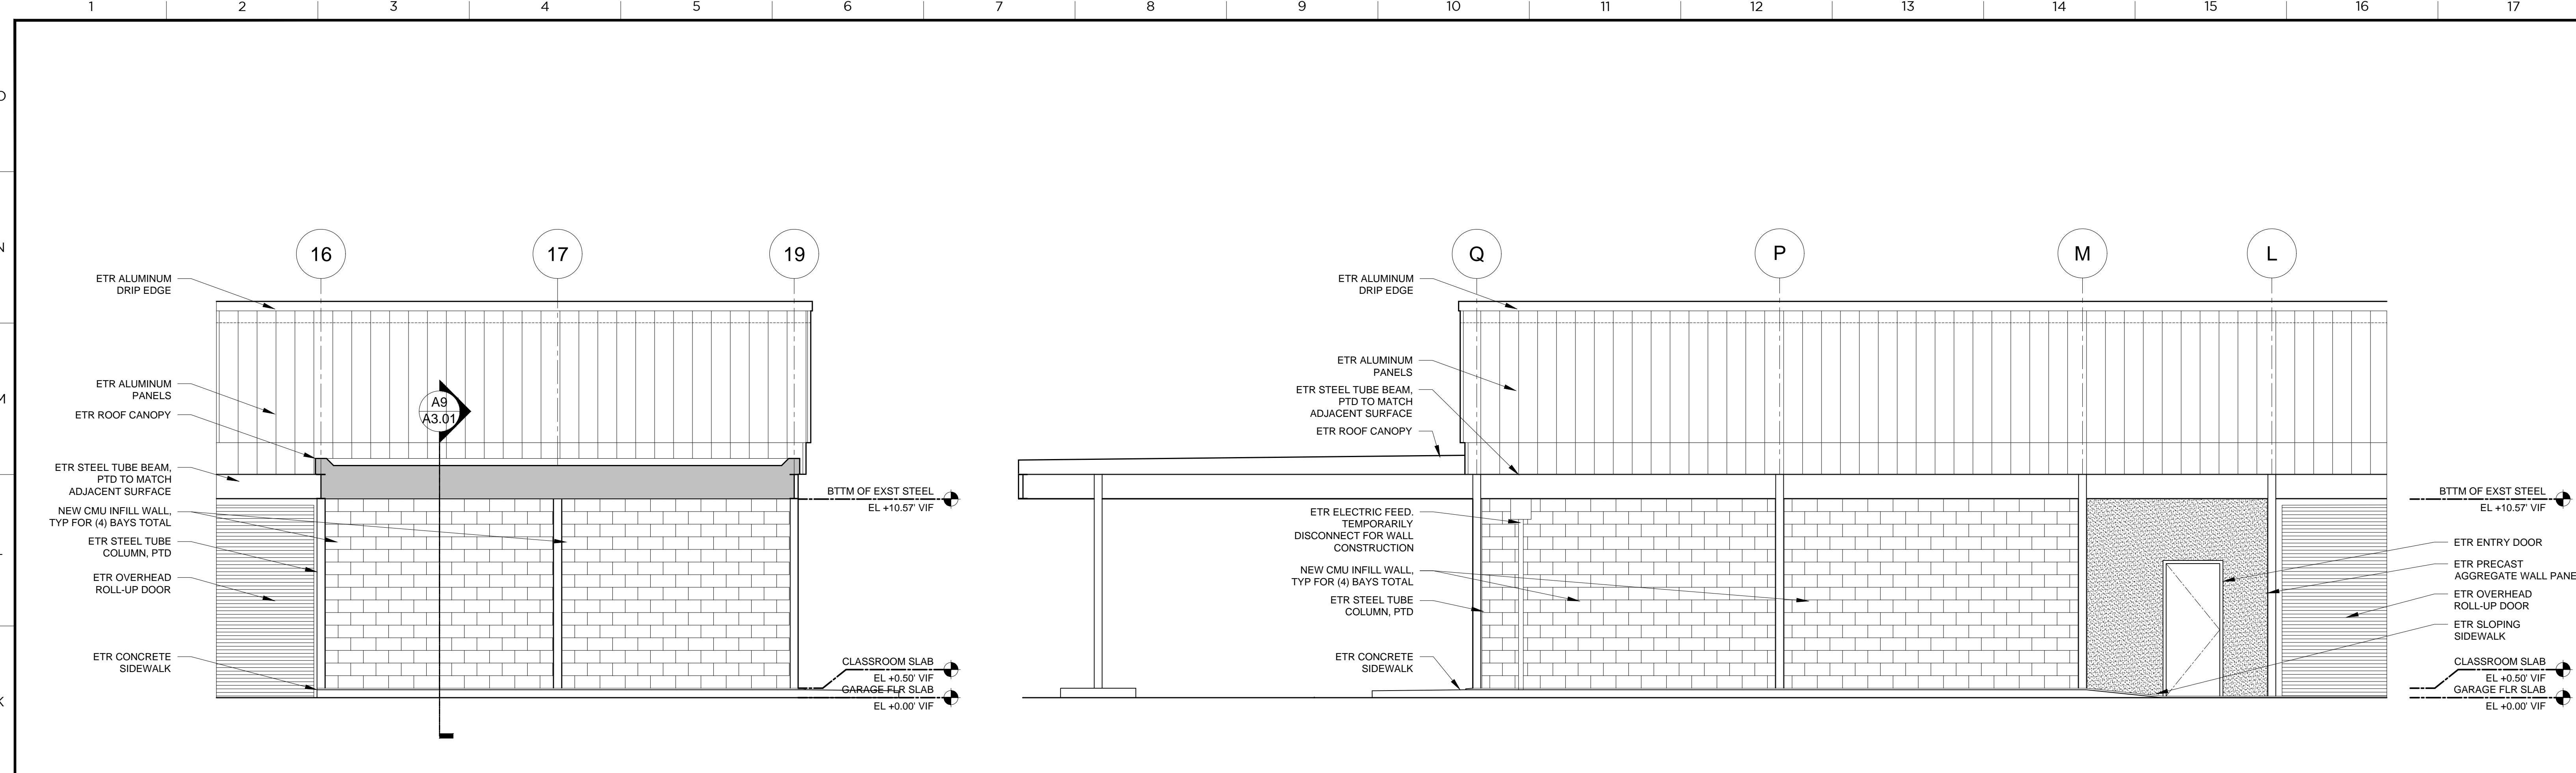 1 2 3 4 5 6 7 8 9 10 11 12 13 14 15 16 17
N
M
K
16
17
19
ETR ALUMINUM
DRIP EDGE
ETR ALUMINUM
PANELS
ETR ROOF CANOPY
A9
A3.01
ETR STEEL TUBE BEAM,
PTD TO MATCH
ADJACENT SURFACE
NEW CMU INFILL WALL,
TYP FOR (4) BAYS TOTAL
ETR STEEL TUBE
COLUMN, PTD
ETR OVERHEAD
ROLL-UP DOOR
ETR CONCRETE
SIDEWALK
BTTM OF EXST STEEL
EL +10.57' VIF
CLASSROOM SLAB
EL +0.50' VIF
GARAGE FLR SLAB
EL +0.00' VIF
Q
P
M
L
ETR ALUMINUM
DRIP EDGE
ETR ALUMINUM
PANELS
ETR STEEL TUBE BEAM,
PTD TO MATCH
ADJACENT SURFACE
ETR ROOF CANOPY
ETR ELECTRIC FEED.
TEMPORARILY
DISCONNECT FOR WALL
CONSTRUCTION
NEW CMU INFILL WALL,
TYP FOR (4) BAYS TOTAL
ETR STEEL TUBE
COLUMN, PTD
ETR CONCRETE
SIDEWALK
BTTM OF EXST STEEL
EL +10.57' VIF
ETR ENTRY DOOR
ETR PRECAST
AGGREGATE WALL PANE
ETR OVERHEAD
ROLL-UP DOOR
ETR SLOPING
SIDEWALK
CLASSROOM SLAB
EL +0.50' VIF
GARAGE FLR SLAB
EL +0.00' VIF